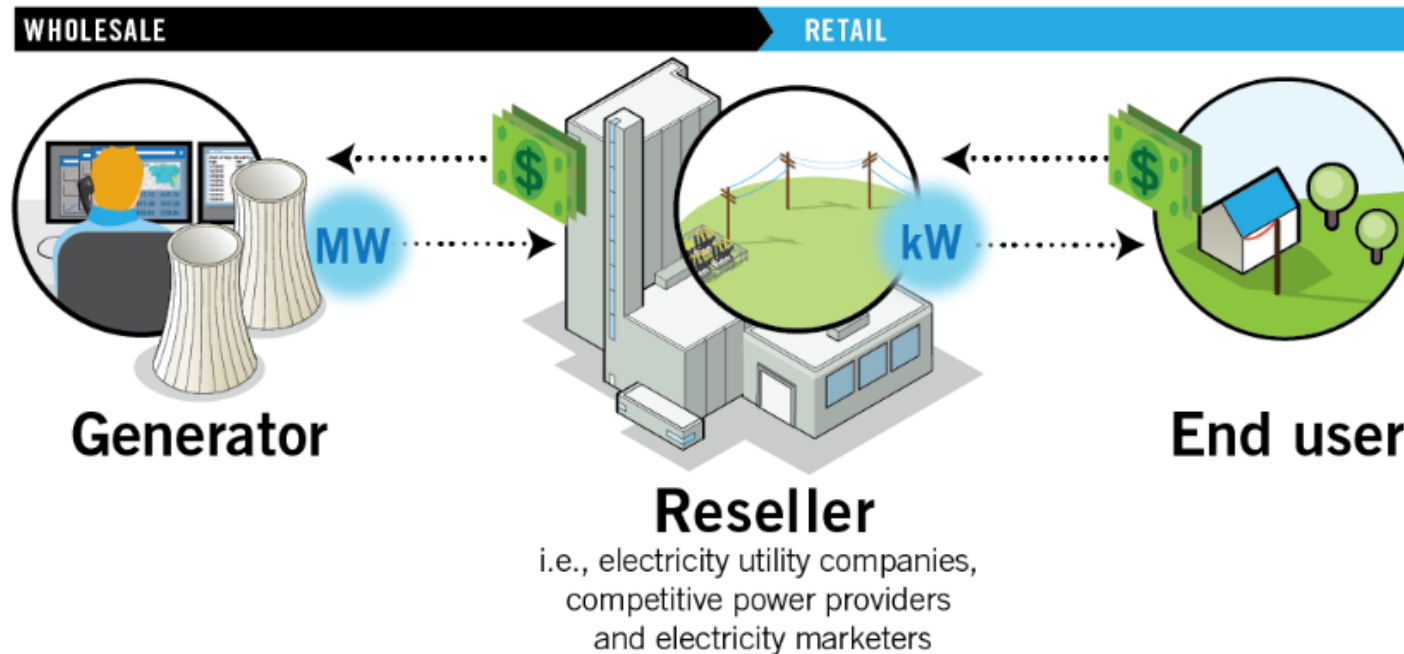 WHOLESALE
RETAIL
$
$
MW
kW
Generator
End user
Reseller
i.e., electricity utility companies,
competitive power providers
and electricity marketers